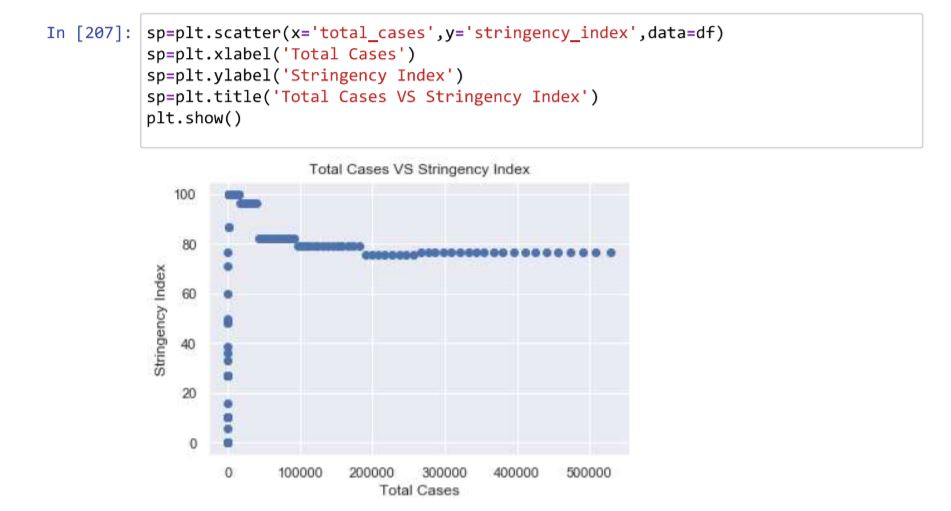 In [207]: sp=plt.scatter(x='total_cases',y='stringency_index',data=df)
sp=plt.xlabel('Total Cases')
sp=plt.ylabel('Stringency Index')
sp=plt.title('Total Cases VS Stringency Index')
plt.show()
Total Cases VS Stringency Index
100
80
60
40
20
0
Stringency Index
0 100000 200000 300000 400000 500000
Total Cases